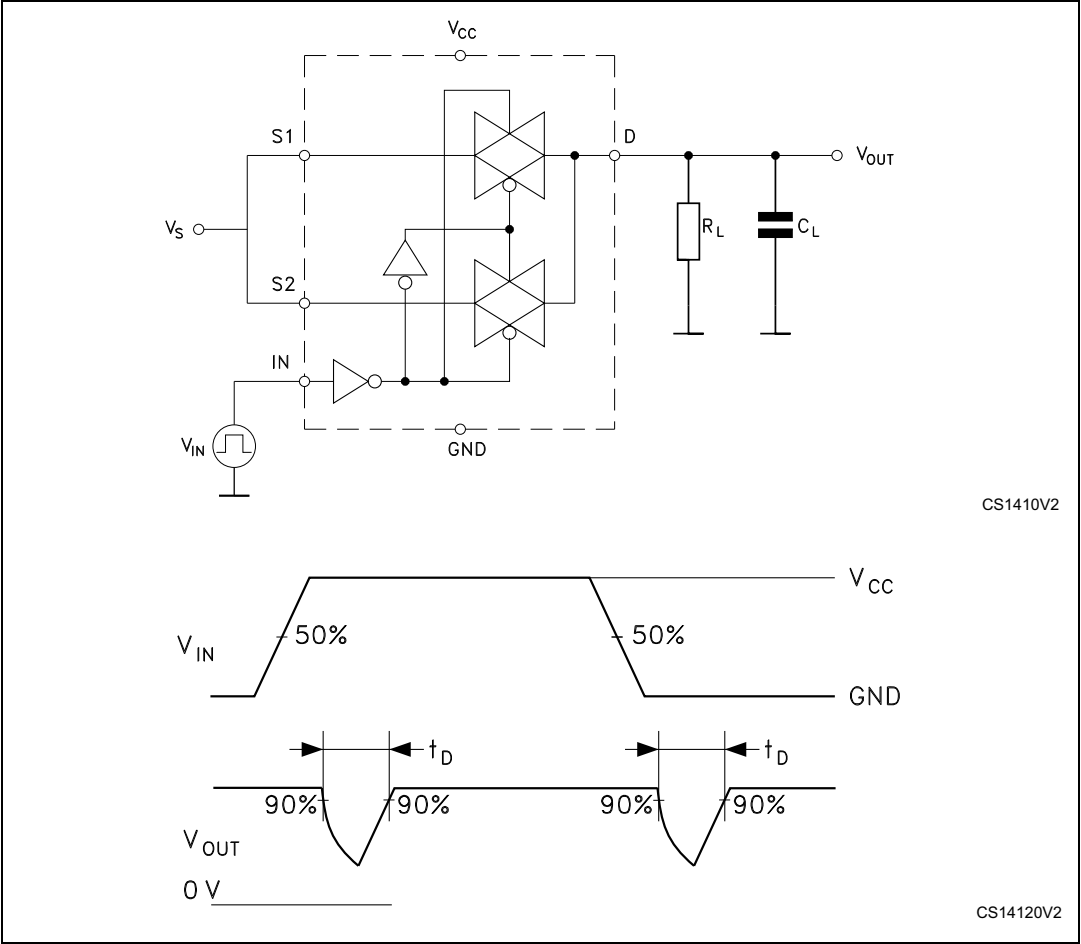 VCC
S1
D
VOUT
VS
RL
CL
S2
IN
VIN
GND
CS1410V2
VCC
50%
50%
VIN
GND
tD
tD
90%
90%
90%
90%
VOUT
0 V
CS14120V2